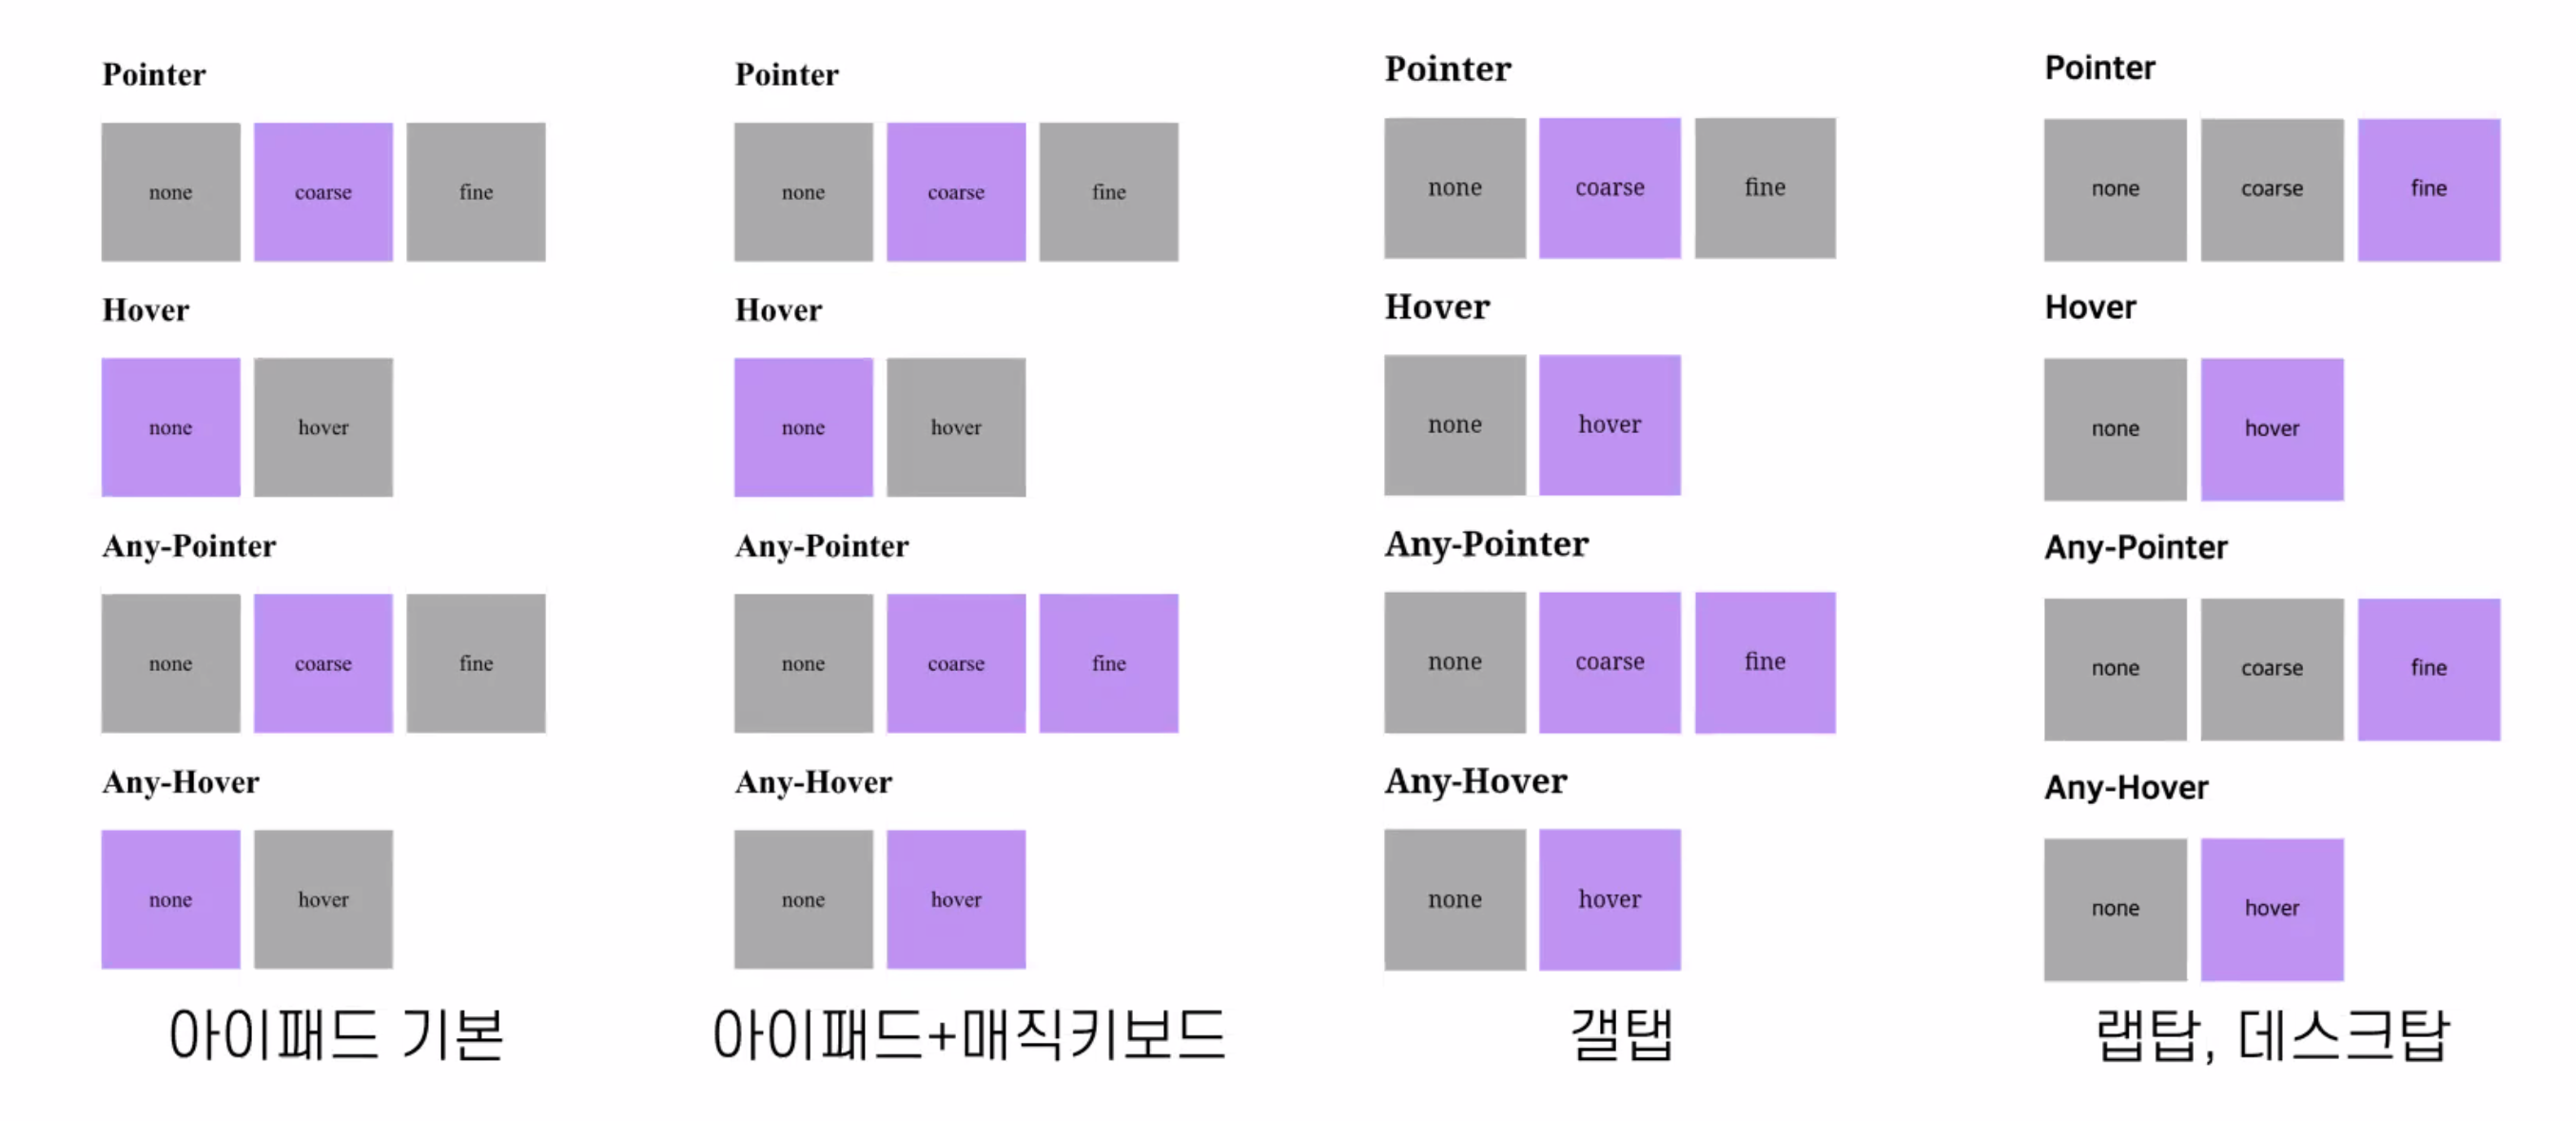 Pointer
none coarse fine
Hover
none hover
Any-Pointer
none coarse fine
Any-Hover
none hover
아이패드 기본
Pointer
none coarse fine
Hover
none hover
Any-Pointer
none coarse fine
Any-Hover
none hover
아이패드+매직키보드
Pointer
none coarse fine
Hover
none hover
Any-Pointer
none coarse fine
Any-Hover
none hover
갤탭
Pointer
none coarse fine
Hover
none hover
Any-Pointer
none coarse fine
Any-Hover
none hover
랩탑, 데스크탑